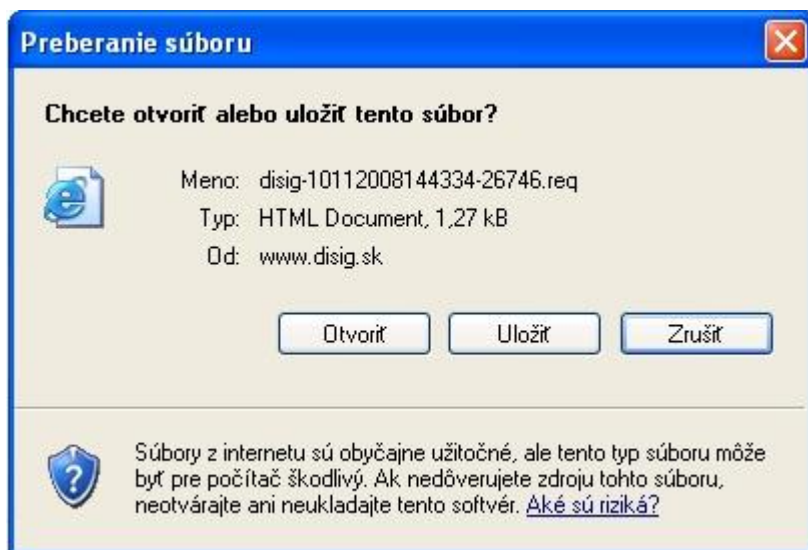 Preberanie súboru
Chcete otvoriť alebo uložiť tento súbor?
Meno: disig-10112008144334-26746.req
Typ: HTML Document, 1,27 kB
Od: www.disig.sk
Otvoriť Uložiť Zrušiť
Súbory z internetu sú obyčajne užitočné, ale tento typ súboru môže
byť pre počítač škodlivý. Ak nedôverujete zdroju tohto súboru,
neotvárajte ani neukladajte tento softvér. Aké sú riziká?